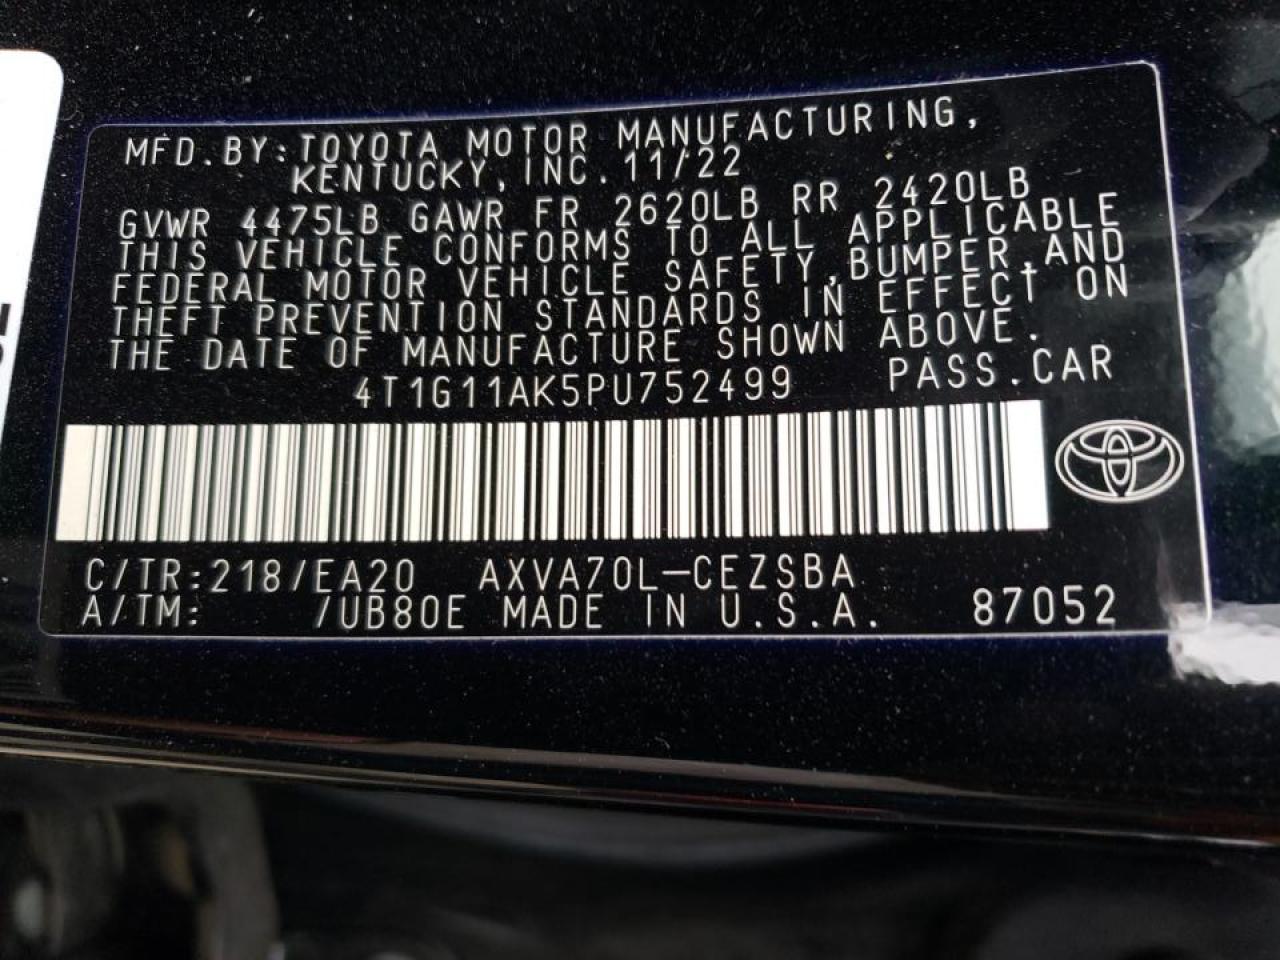 MFD.BY:TOYOTA MOTOR MANUFACTURING,
KENTUCKY,INC.11/22
GVWR 4475LB GAWR FR 2620LB RR 2420LB
THIS VEHICLE CONFORMS TO ALL APPLICABLE
FEDERAL MOTOR VEHICLE SAFETY,BUMPER,AND
THEFT PREVENTION STANDARDS IN EFFECT ON
THE DATE OF MANUFACTURE SHOWN ABOVE.
4T1G11AK5PU752499 PASS.CAR
C/TR:218/EA20 AXVA70L-CEZSBA
A/TM: /UB80E MADE IN U.S.A. 87052